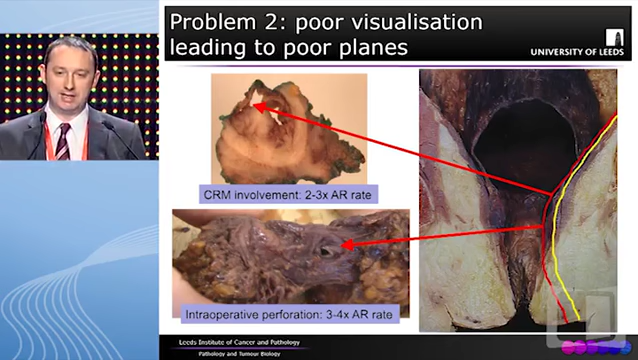 Problem 2: poor visualisation
leading to poor planes
UNIVERSITY OF LEEDS
CRM involvement: 2-3x AR rate
Intraoperative perforation: 3-4x AR rate
Leeds Institute of Cancer and Pathology
Pathology and Tumour Biology